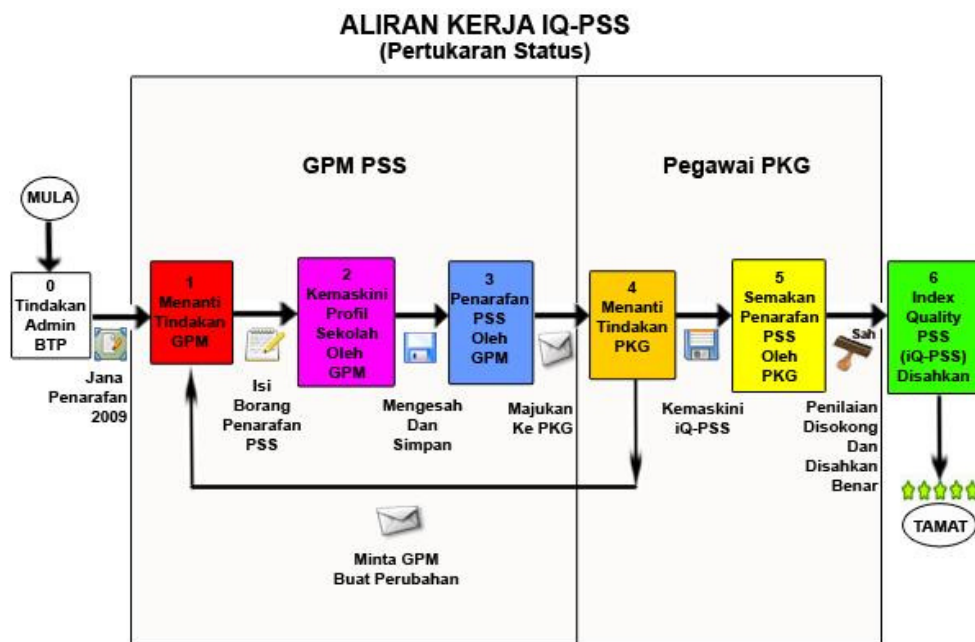 ALIRAN KERJA IQ-PSS
(Pertukaran Status)
GPM PSS
Pegawai PKG
MULA
0
Tindakan
Admin
BTP
Jana
Penarafan
2009
1
Menanti
Tindakan
GPM
Isi
Borang
Penarafan
PSS
2
Kemaskini
Profil
Sekolah
Oleh
GPM
Mengesah
Dan
Simpan
3
Penarafan
PSS
Oleh
GPM
Majukan
Ke PKG
4
Menanti
Tindakan
PKG
Kemaskini
iQ-PSS
5
Semakan
Penarafan
PSS
Oleh
PKG
Sah
Penilaian
Disokong
Dan
Disahkan
Benar
6
Index
Quality
PSS
(iQ-PSS)
Disahkan
TAMAT
Minta GPM
Buat Perubahan